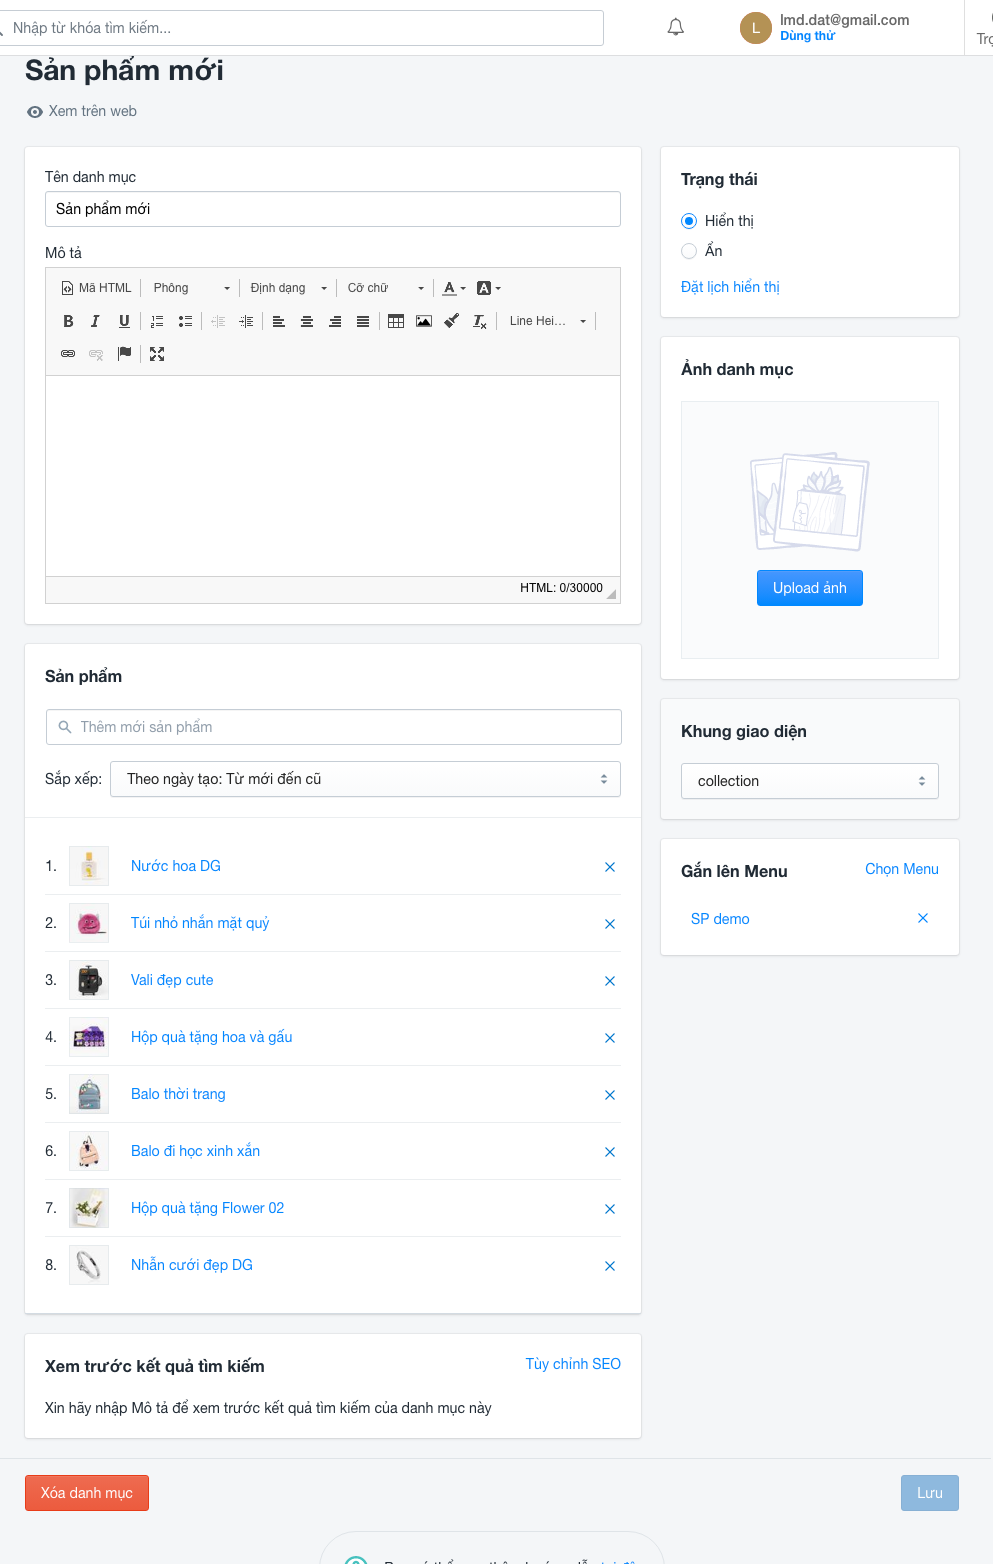 Nhập từ khóa tìm kiếm...
L
lmd.dat@gmail.com
Dùng thử
Sản phẩm mới
Xem trên web
Tên danh mục
Sản phẩm mới
Mô tả
Mã HTML Phông Định dạng Cỡ chữ A A
B I U Line Hei...
HTML: 0/30000
Sản phẩm
Thêm mới sản phẩm
Sắp xếp: Theo ngày tạo: Từ mới đến cũ
1. Nước hoa DG
2. Túi nhỏ nhắn mặt quỷ
3. Vali đẹp cute
4. Hộp quà tặng hoa và gấu
5. Balo thời trang
6. Balo đi học xinh xắn
7. Hộp quà tặng Flower 02
8. Nhẫn cưới đẹp DG
Xem trước kết quả tìm kiếm
Tùy chỉnh SEO
Xin hãy nhập Mô tả để xem trước kết quả tìm kiếm của danh mục này
Trạng thái
Hiển thị
Ẩn
Đặt lịch hiển thị
Ảnh danh mục
Upload ảnh
Khung giao diện
collection
Gắn lên Menu
Chọn Menu
SP demo
Xóa danh mục
Lưu